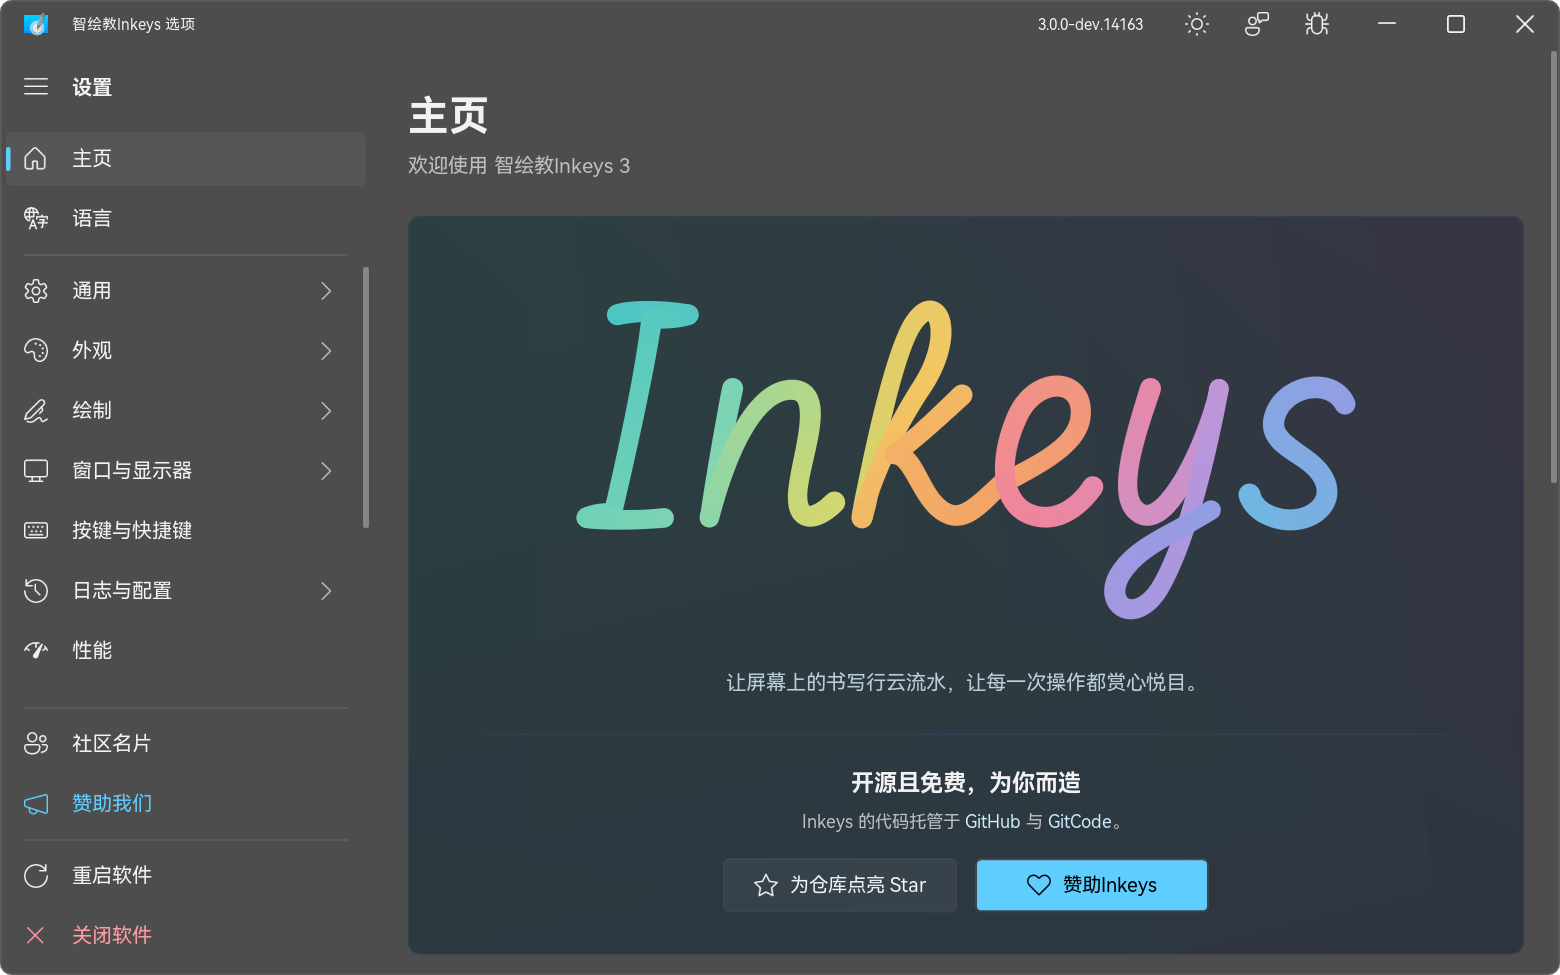 智绘教Inkeys 选项
3.0.0-dev.14163
设置
主页
语言
通用
外观
绘制
窗口与显示器
按键与快捷键
日志与配置
性能
社区名片
赞助我们
重启软件
关闭软件
主页
欢迎使用 智绘教Inkeys 3
Inkeys
让屏幕上的书写行云流水，让每一次操作都赏心悦目。
开源且免费，为你而造
Inkeys 的代码托管于 GitHub 与 GitCode。
为仓库点亮 Star
赞助Inkeys